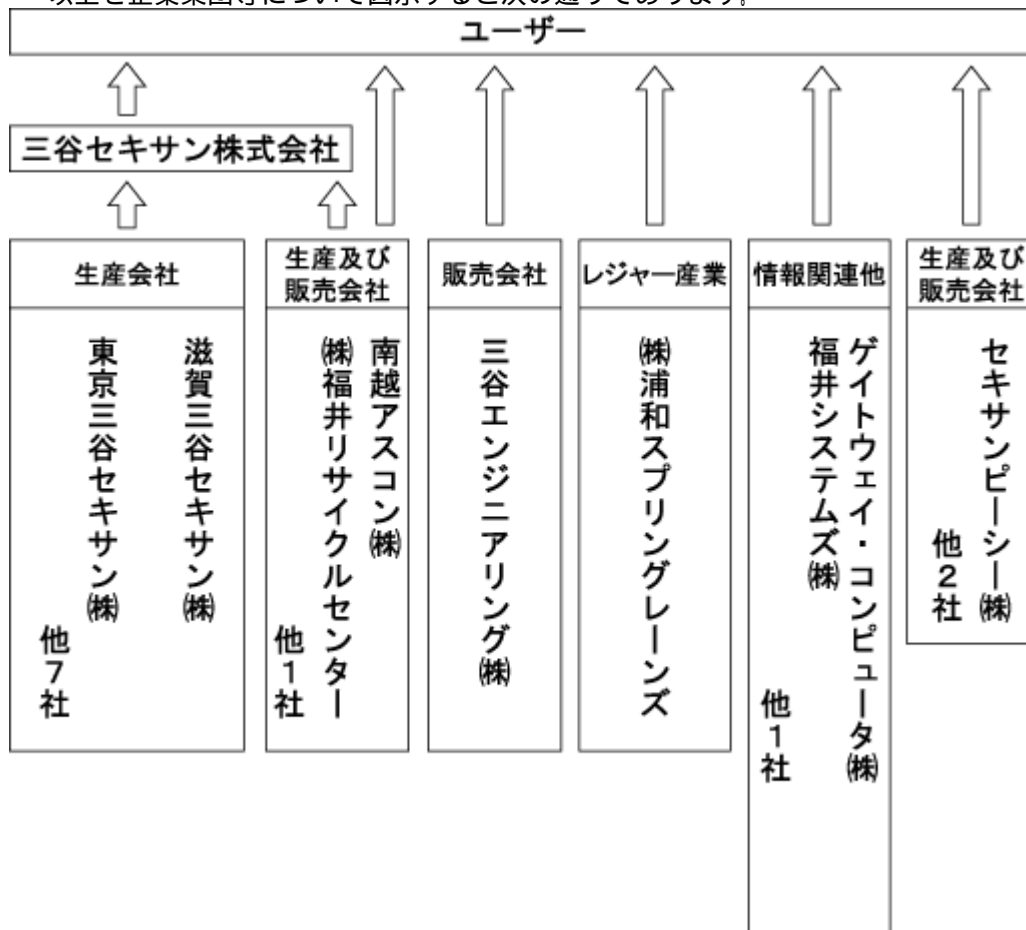 以上を企業集団等について図示すると次の通りであります。
ユーザー
三谷セキサン株式会社
生産会社
滋賀三谷セキサン㈱
東京三谷セキサン㈱
他7社
生産及び
販売会社
南越アスコン㈱
㈱福井リサイクルセンター
他1社
販売会社
三谷エンジニアリング㈱
レジャー産業
㈱浦和スプリングレーンズ
情報関連他
ゲイトウェイ・コンピュータ㈱
福井システムズ㈱
他1社
生産及び
販売会社
セキサンピーシー㈱
他2社